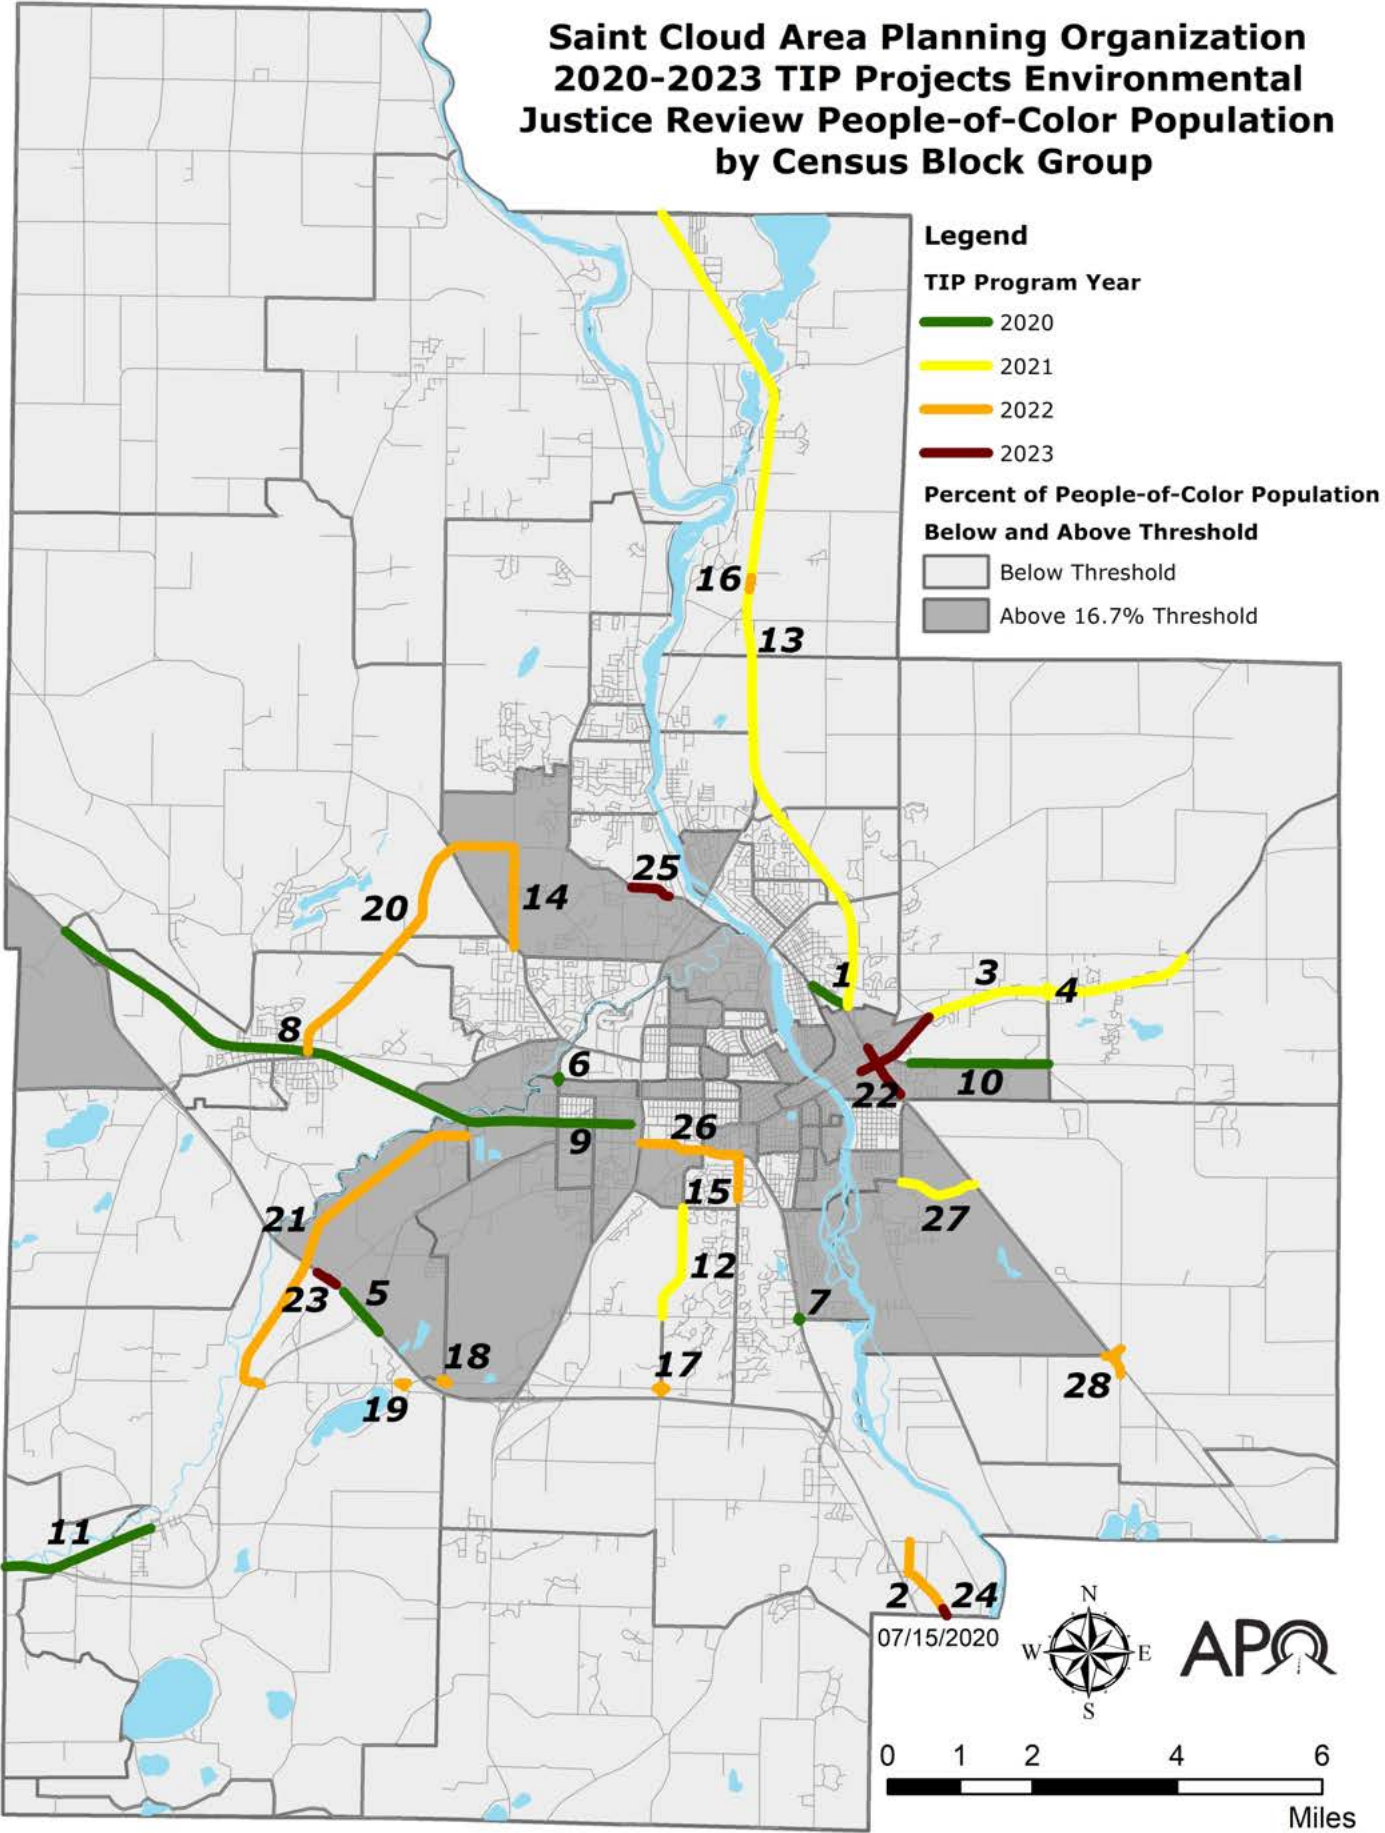 Saint Cloud Area Planning Organization
2020-2023 TIP Projects Environmental
Justice Review People-of-Color Population
by Census Block Group
Legend
TIP Program Year
2020
2021
2022
2023
Percent of People-of-Color Population
Below and Above Threshold
Below Threshold
Above 16.7% Threshold
16
13
25
20
14
1
3
4
8
6
10
22
9
26
15
21
27
12
23
5
7
18
17
19
28
11
2
24
07/15/2020
N
W
E
S
APO
0 1 2 4 6
Miles